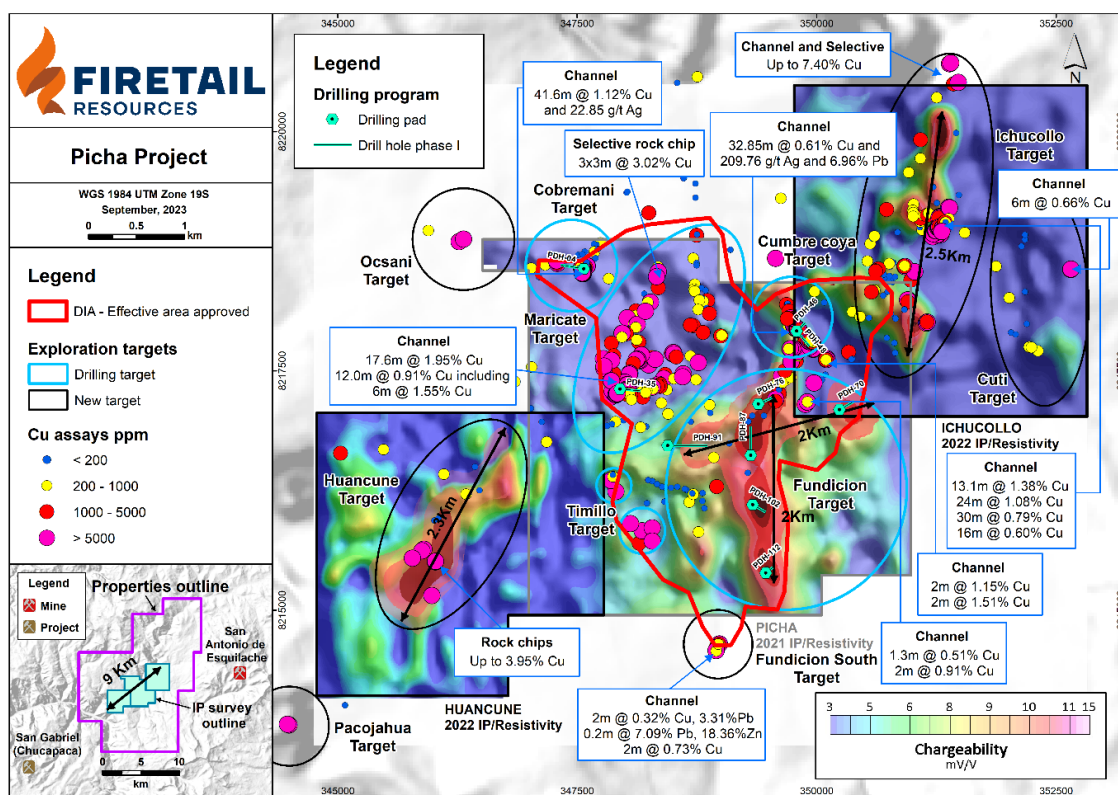 FIRETAIL
RESOURCES
Picha Project
WGS 1984 UTM Zone 19S
September, 2023
0 0.5 1
km
Legend
DIA - Effective area approved
Exploration targets
Drilling target
New target
Cu assays ppm
< 200
200 - 1000
1000 - 5000
> 5000
Legend
Mine
Project
Properties outline
San
Antonio de
Esquilache
9 Km
IP survey
outline
San Gabriel
(Chucapaca)
0 5 10
km
345000 347500 350000 352500
8220000
8217500
8215000
345000 347500 350000 352500
Legend
Drilling program
Drilling pad
Drill hole phase I
Channel
41.6m @ 1.12% Cu
and 22.85 g/t Ag
Selective rock chip
3x3m @ 3.02% Cu
Channel and Selective
Up to 7.40% Cu
N
Channel
32.85m @ 0.61% Cu and
209.76 g/t Ag and 6.96% Pb
Ichucollo
Target
Channel
6m @ 0.66% Cu
Cobremani
Target
Ocsani
Target
PDH-04
Cumbre coya
Target
2.5Km
Maricate
Target
PDH-46
PDH-48
Channel
17.6m @ 1.95% Cu
12.0m @ 0.91% Cu including
6m @ 1.55% Cu
PDH-35
Cuti
Target
PDH-76
PDH-70
PDH-87
PDH-91
2Km
ICHUCOLLO
2022 IP/Resistivity
Huancune
Target
2.3Km
Timillo
Target
Fundicion
Target
PDH-102
2Km
PDH-112
Channel
13.1m @ 1.38% Cu
24m @ 1.08% Cu
30m @ 0.79% Cu
16m @ 0.60% Cu
Channel
2m @ 1.15% Cu
2m @ 1.51% Cu
Rock chips
Up to 3.95% Cu
PICHA
2021 IP/Resistivity
Fundicion South
Target
Channel
1.3m @ 0.51% Cu
2m @ 0.91% Cu
HUANCUNE
2022 IP/Resistivity
Channel
2m @ 0.32% Cu, 3.31%Pb
0.2m @ 7.09% Pb, 18.36%Zn
2m @ 0.73% Cu
Pacojahua
Target
3 5 6 8 9 10 11 15
Chargeability
mV/V